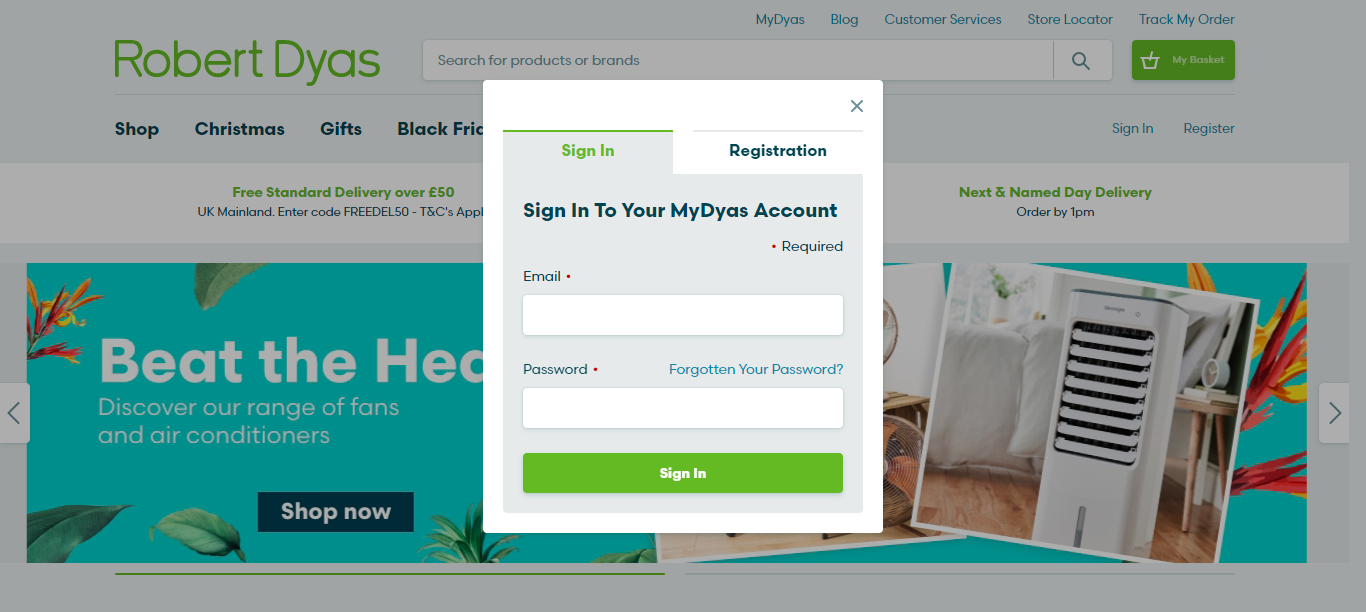 MyDyas Blog Customer Services Store Locator Track My Order
Robert Dyas
Search for products or brands
My Basket
Shop Christmas Gifts Black Frid
Sign In Register
Free Standard Delivery over £50
UK Mainland. Enter code FREEDEL50 - T&C's Appl
Next & Named Day Delivery
Order by 1pm
Sign In
Registration
Sign In To Your MyDyas Account
• Required
Email •
Password •
Forgotten Your Password?
Sign In
Beat the Hea
Discover our range of fans
and air conditioners
Shop now